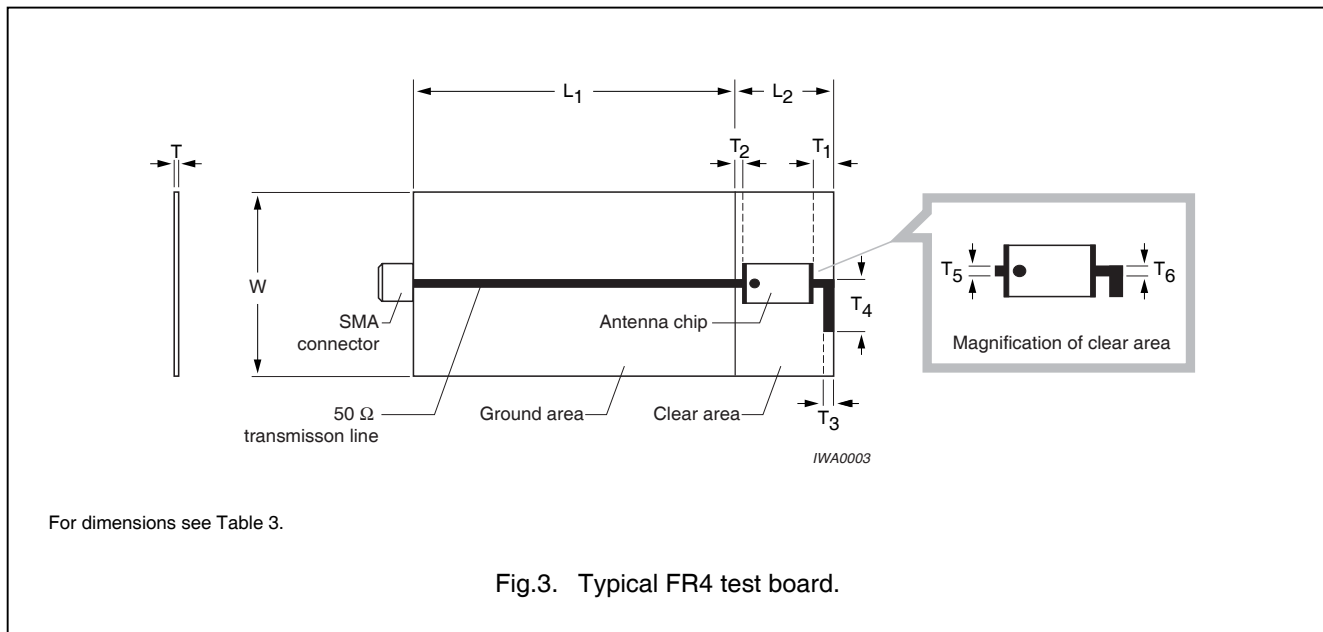 L1
L2
T
T2
T1
W
SMA
connector
Antenna chip
T4
50 Ω
transmisson line
Ground area
Clear area
T3
T5
T6
Magnification of clear area
IWA0003
For dimensions see Table 3.
Fig.3. Typical FR4 test board.